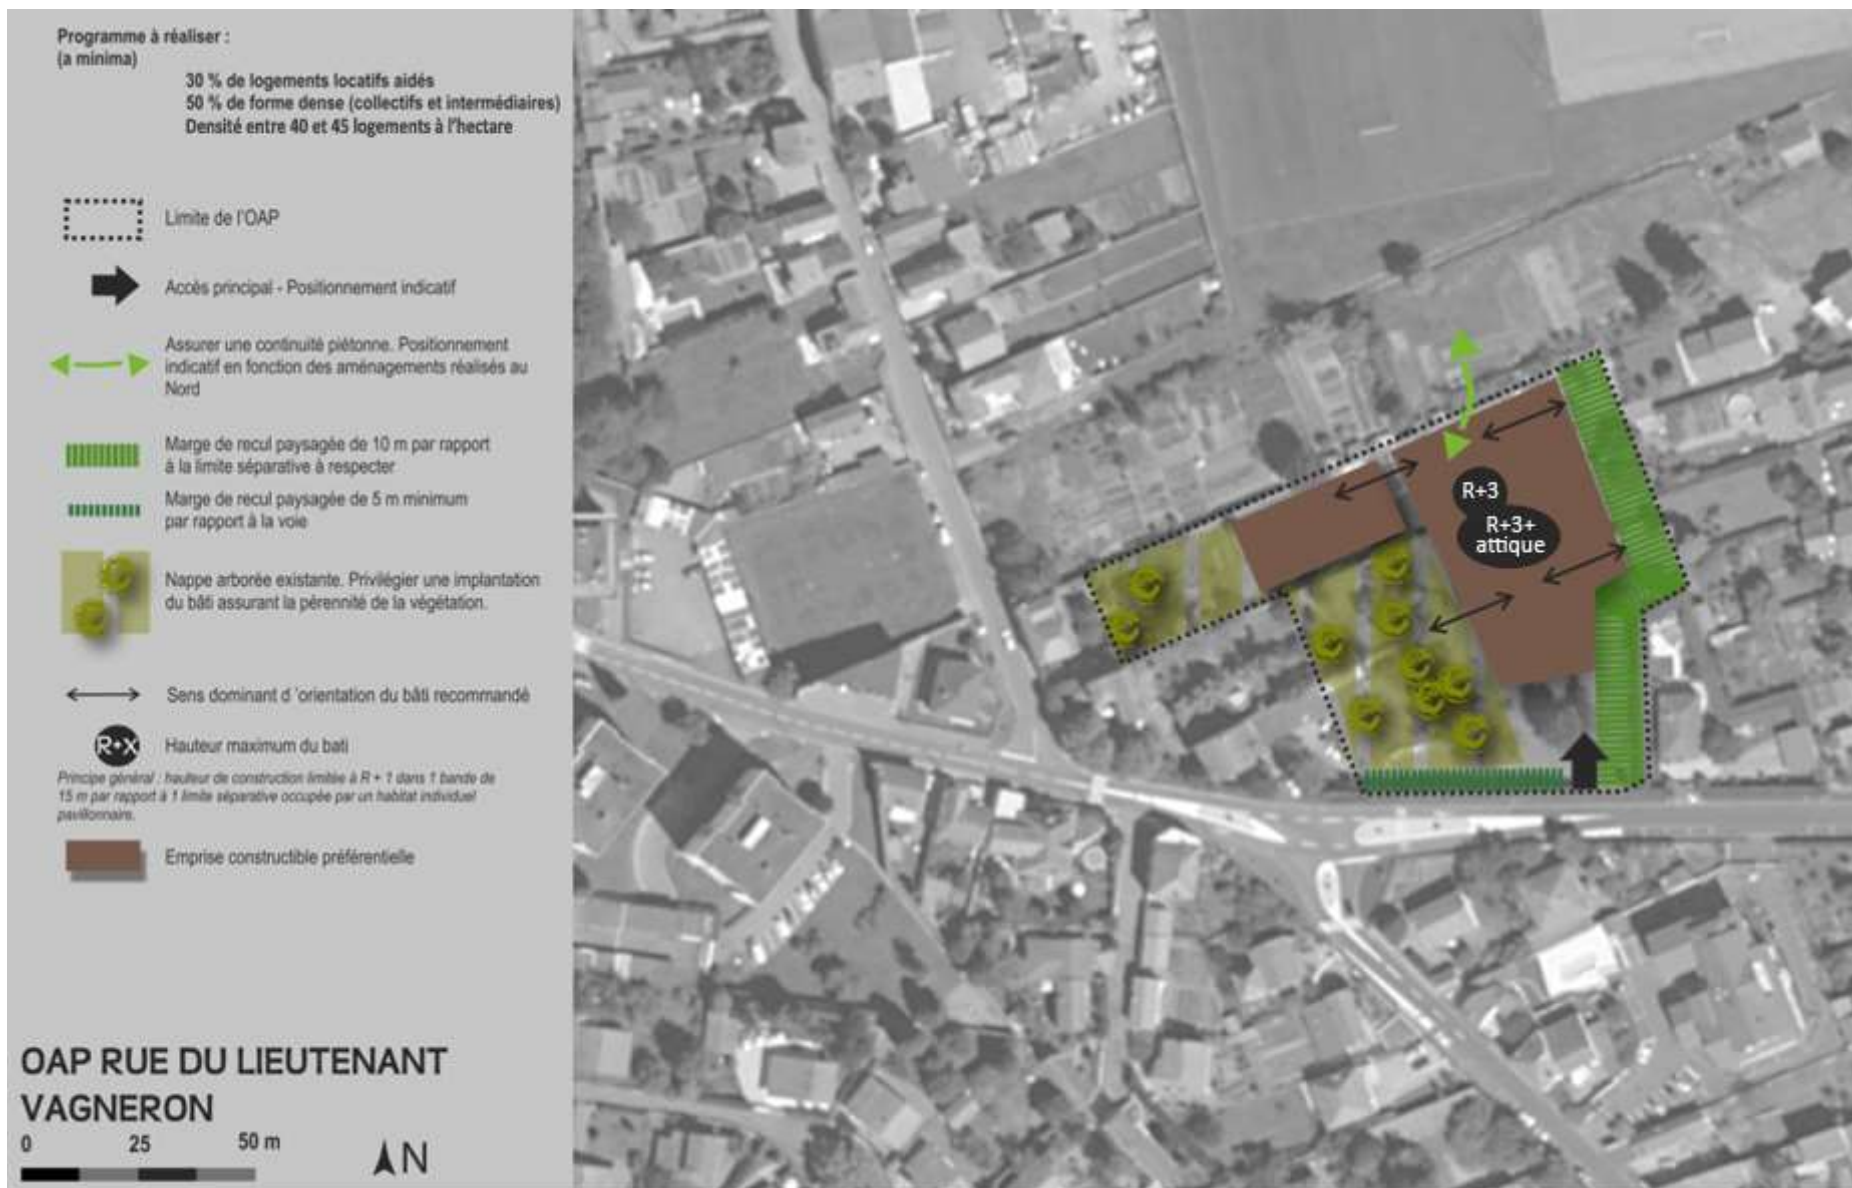 Programme à réaliser :
(a minima)
30 % de logements locatifs aidés
50 % de forme dense (collectifs et intermédiaires)
Densité entre 40 et 45 logements à l'hectare
Limite de l'OAP
Accès principal - Positionnement indicatif
Assurer une continuité piétonne. Positionnement
indicatif en fonction des aménagements réalisés au
Nord
Marge de recul paysagée de 10 m par rapport
à la limite séparative à respecter
Marge de recul paysagée de 5 m minimum
par rapport à la voie
Nappe arborée existante. Privilégier une implantation
du bâti assurant la pérennité de la végétation.
Sens dominant d 'orientation du bâti recommandé
R+X
Hauteur maximum du bati
Principe général : hauteur de construction limitée à R + 1 dans 1 bande de
15 m par rapport à 1 limite séparative occupée par un habitat individuel
pavillonnaire.
Emprise constructible préférentielle
OAP RUE DU LIEUTENANT
VAGNERON
0 25 50 m
N
R+3
R+3+
attique